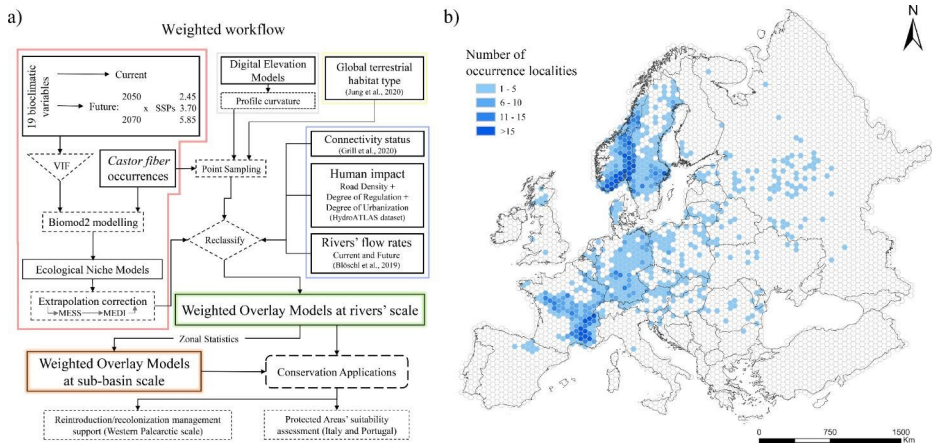 a)
Weighted workflow
19 bioclimatic
variables
Current
Future:
2050
2070
x
SSPs
2.45
3.70
5.85
VIF
Castor fiber
occurrences
Biomod2 modelling
Ecological Niche Models
Extrapolation correction
MESS
MEDI
Digital Elevation
Models
Profile curvature
Global terrestrial
habitat type
(Jung et al., 2020)
Point Sampling
Reclassify
Connectivity status
(Grill et al., 2020)
Human impact
Road Density +
Degree of Regulation +
Degree of Urbanization
(HydroATLAS dataset)
Rivers' flow rates
Current and Future
(Blöschl et al., 2019)
Weighted Overlay Models at rivers' scale
Zonal Statistics
Weighted Overlay Models
at sub-basin scale
Conservation Applications
Reintroduction/recolonization management
support (Western Palearctic scale)
Protected Areas' suitability
assessment (Italy and Portugal)
b)
Number of
occurrence localities
1 - 5
6 - 10
11 - 15
>15
N
0 750 1500
Km